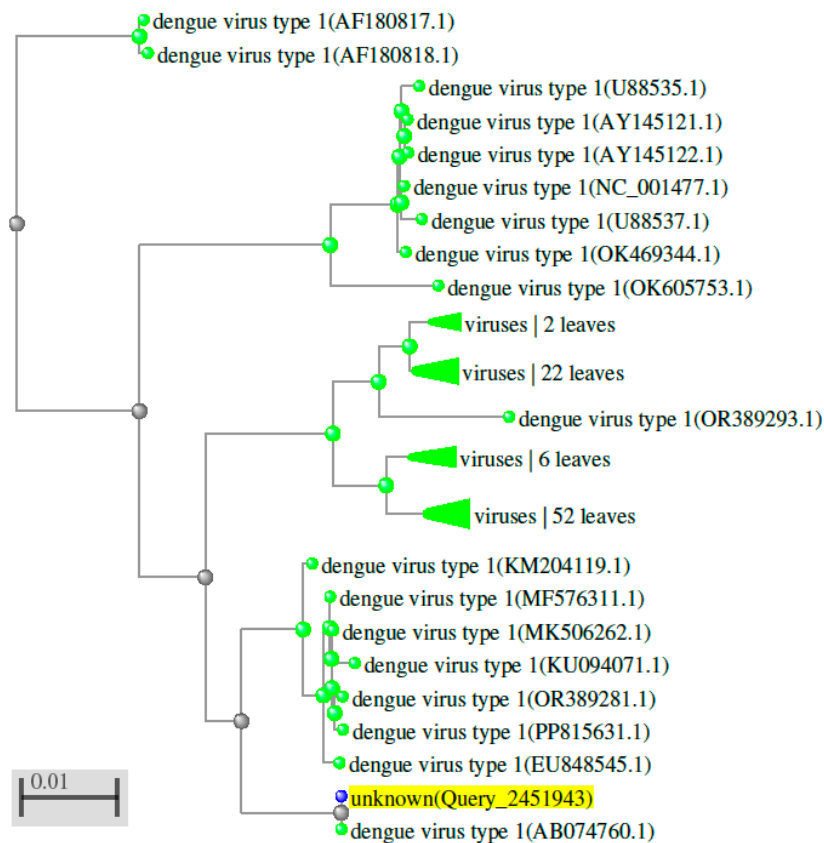 dengue virus type 1(AF180817.1)
dengue virus type 1(AF180818.1)
dengue virus type 1(U88535.1)
dengue virus type 1(AY145121.1)
dengue virus type 1(AY145122.1)
dengue virus type 1(NC_001477.1)
dengue virus type 1(U88537.1)
dengue virus type 1(OK469344.1)
dengue virus type 1(OK605753.1)
viruses | 2 leaves
viruses | 22 leaves
dengue virus type 1(OR389293.1)
viruses | 6 leaves
viruses | 52 leaves
dengue virus type 1(KM204119.1)
dengue virus type 1(MF576311.1)
dengue virus type 1(MK506262.1)
dengue virus type 1(KU094071.1)
dengue virus type 1(OR389281.1)
dengue virus type 1(PP815631.1)
dengue virus type 1(EU848545.1)
0.01
unknown(Query_2451943)
dengue virus type 1(AB074760.1)